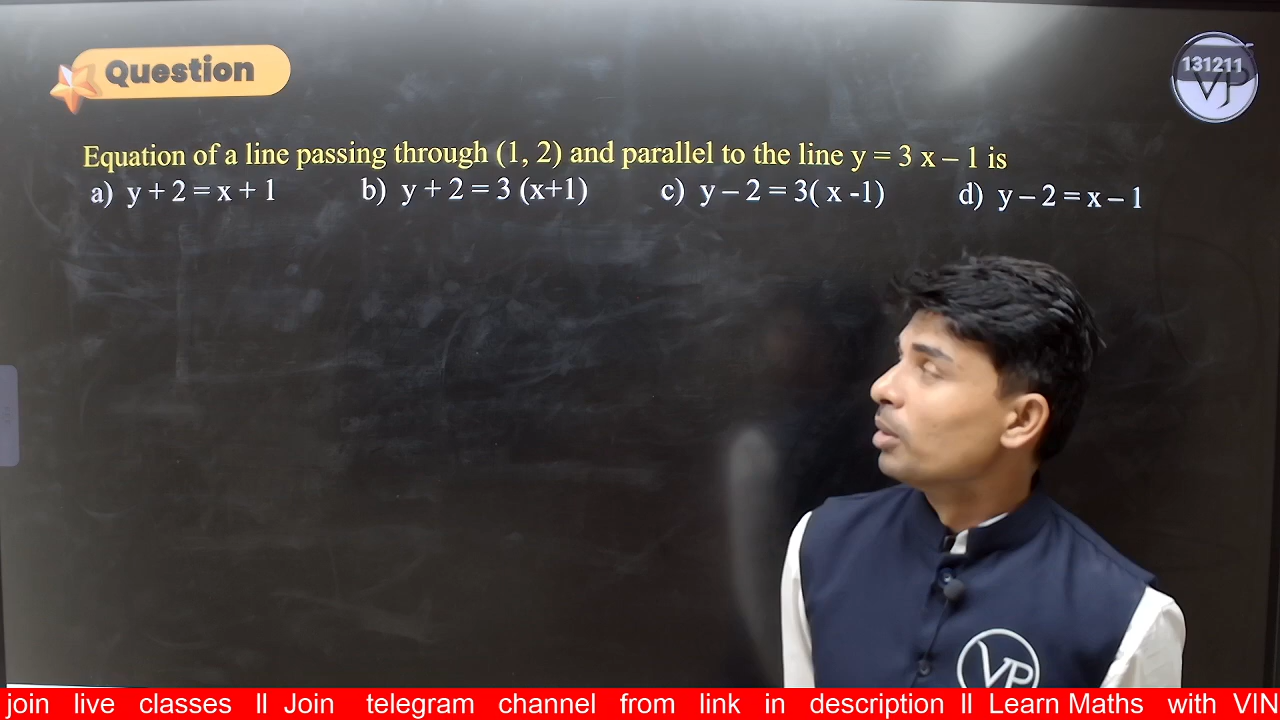 Question
131211
VP
Equation of a line passing through (1, 2) and parallel to the line y = 3 x – 1 is
a) y + 2 = x + 1 b) y + 2 = 3 (x+1) c) y – 2 = 3( x -1) d) y – 2 = x – 1
VP
join live classes ll Join telegram channel from link in description ll Learn Maths with VIN